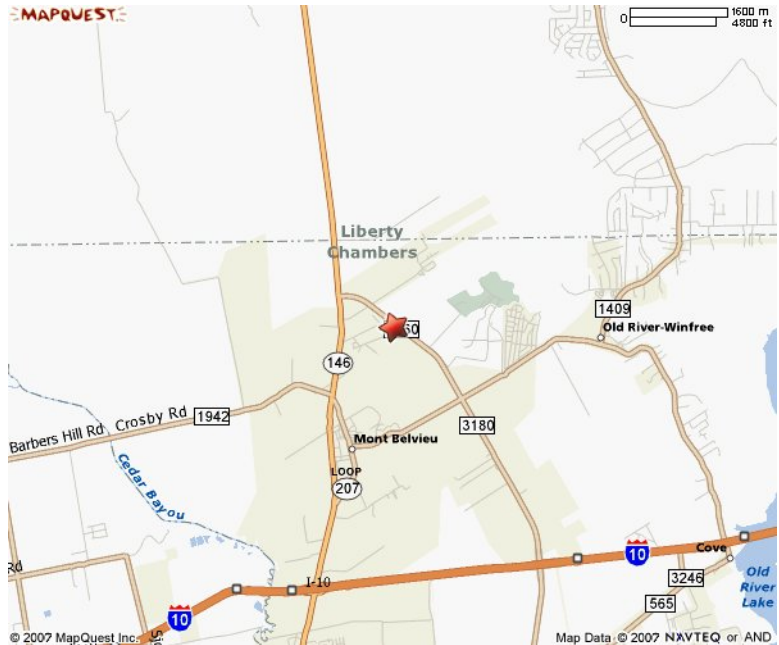 MAPQUEST
0 1600 m
4800 ft
Liberty
Chambers
1409
Old River-Winfree
146
1942
Barbers Hill Rd Crosby Rd
3180
Mont Belvieu
LOOP
207
Cedar Bayou
10
Cove
Rd
I-10
3246
Old
River
Lake
565
10
© 2007 MapQuest Inc.
Map Data © 2007 NAVTEQ or AND